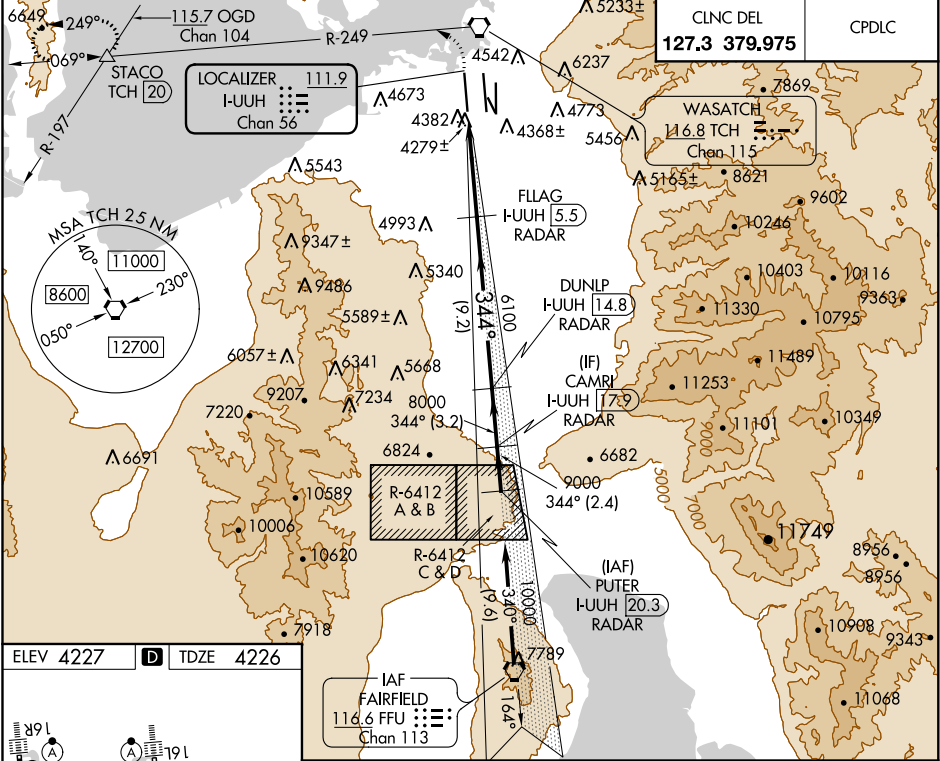 6649
249°
069°
115.7 OGD
Chan 104
R-249
STACO
TCH 20
R-197
LOCALIZER 111.9
I-UUH
Chan 56
4542
5233±
6237
CLNC DEL
127.3 379.975
CPDLC
7869
4673
4382
4279±
4368±
4773
5456
WASATCH
116.8 TCH
Chan 115
5165±
8621
9602
5543
MSA TCH 25 NM
140°
11000
8600
230°
050°
12700
9347±
9486
4993
5340
5589±
FLLAG
I-UUH 5.5
RADAR
10246
10403
10116
9363
11330
10795
344°
(9.2)
6100
DUNLP
I-UUH 14.8
RADAR
6057±
6341
5668
7234
9207
7220
8000
344° (3.2)
(IF)
CAMRI
I-UUH 17.9
RADAR
11489
11253
11101
10349
9000
6691
6824
6682
5000
7000
R-6412
A & B
9000
344° (2.4)
10589
10006
10620
R-6412
C & D
11749
8956
8956
(IAF)
PUTER
I-UUH 20.3
RADAR
340°
10000
(9.6)
7918
7789
10908
9343
11068
ELEV 4227
D
TDZE 4226
IAF
FAIRFIELD
116.6 FFU
Chan 113
164°
16R
A
A
16L